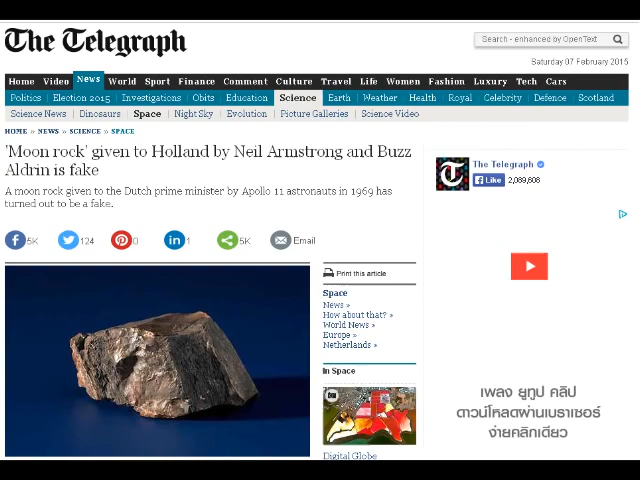 The Telegraph
Search - enhanced by OpenText
Saturday 07 February 2015
Home Video News World Sport Finance Comment Culture Travel Life Women Fashion Luxury Tech Cars
Politics Election 2015 Investigations Obits Education Science Earth Weather Health Royal Celebrity Defence Scotland
Science News Dinosaurs Space Night Sky Evolution Picture Galleries Science Video
HOME » NEWS » SCIENCE » SPACE
'Moon rock' given to Holland by Neil Armstrong and Buzz
Aldrin is fake
A moon rock given to the Dutch prime minister by Apollo 11 astronauts in 1969 has
turned out to be a fake.
5K 124 0 1 5K Email
Print this article
Space
News »
How about that? »
World News »
Europe »
Netherlands »
In Space
Digital Globe
The Telegraph
Like 2,089,608
เพลง ยูทูป คลิป
ดาวน์โหลดผ่านเบราเซอร์
ง่ายคลิกเดียว